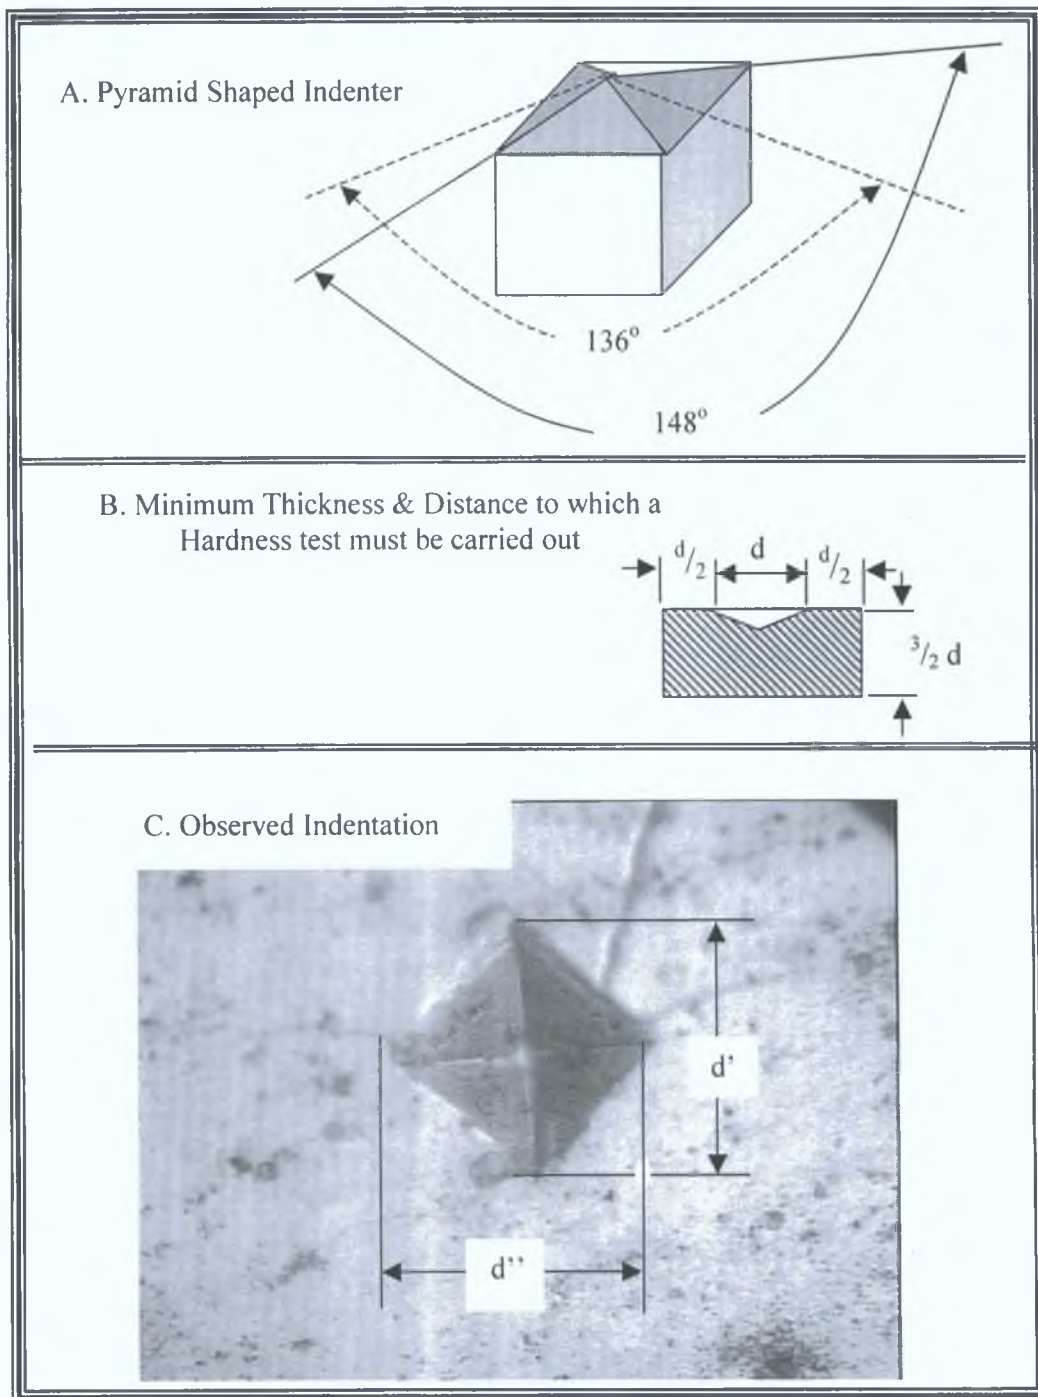 A. Pyramid Shaped Indenter
136°
148°
B. Minimum Thickness & Distance to which a
Hardness test must be carried out
d/2 d d/2
3/2 d
C. Observed Indentation
d'
d''